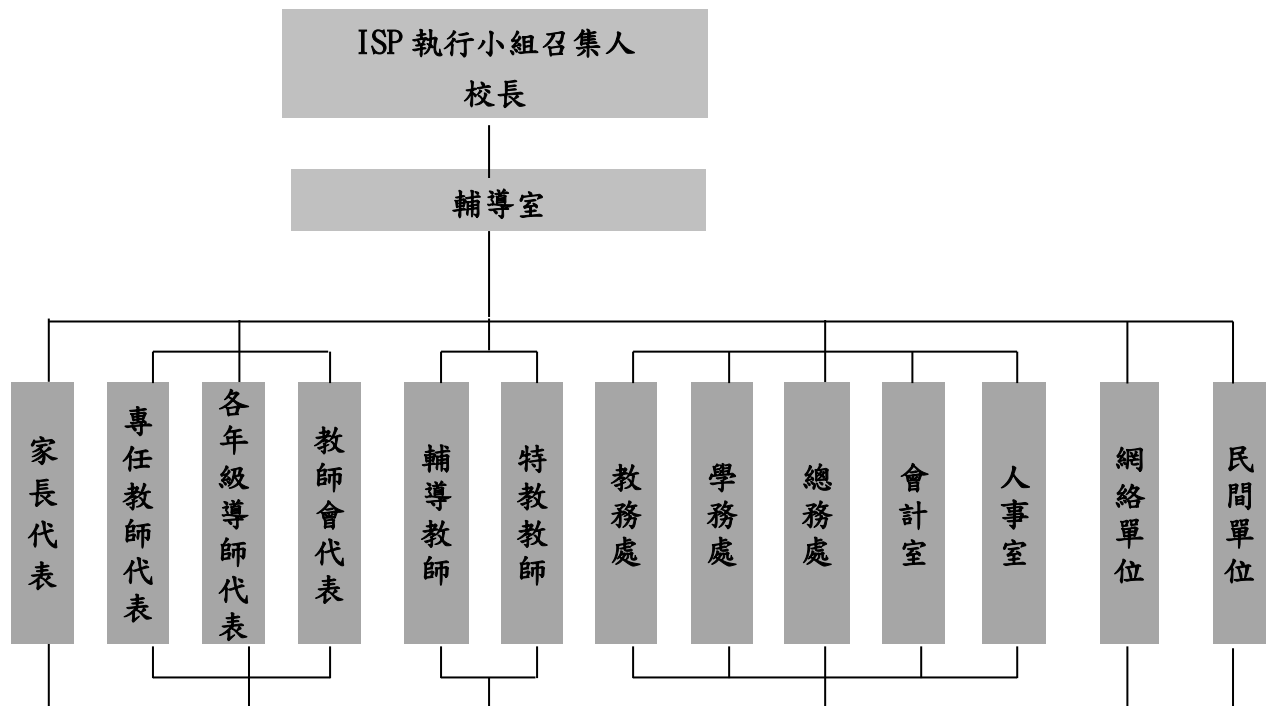 ISP 執行小組召集人
校長
輔導室
家長代表
專任教師代表
各年級導師代表
教師會代表
輔導教師
特教教師
教務處
學務處
總務處
會計室
人事室
網絡單位
民間單位